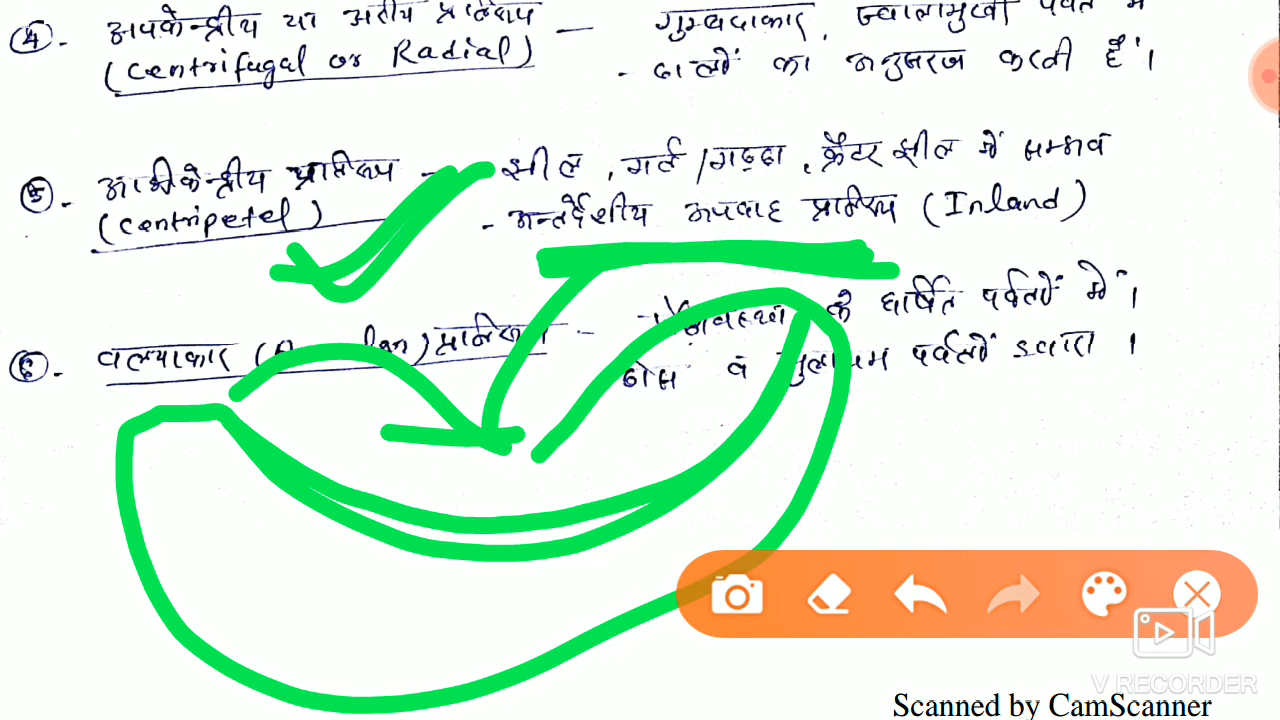 ④. अपकेन्द्रीय या अरीय प्रतिरूप — गुम्बदाकार, ज्वालामुखी पर्वत में
(Centrifugal or Radial) - ढालों का अनुसरण करती हैं।
⑤. अभिकेन्द्रीय प्रतिरूप - झील, गर्त/गड्ढा, क्रेटर झील में सम्भव
(Centripetel) - अन्तर्देशीय अपवाह प्रतिरूप (Inland)
⑥. वलयाकार प्रतिरूप - के घर्षित पर्वतों में।
व मुलायम पर्वतों द्वारा।
V RECORDER
Scanned by CamScanner